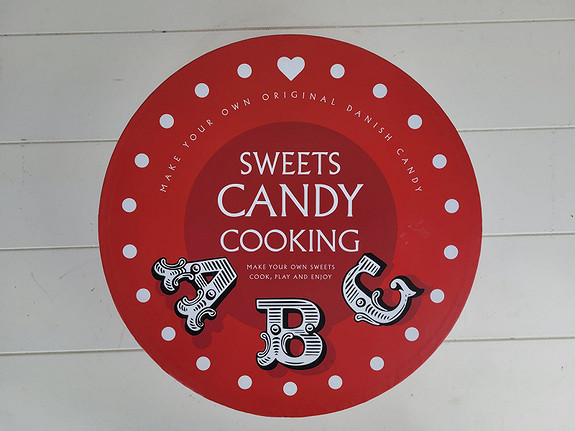 MAKE YOUR OWN ORIGINAL DANISH CANDY
SWEETS
CANDY
COOKING
MAKE YOUR OWN SWEETS
COOK, PLAY AND ENJOY
A B C